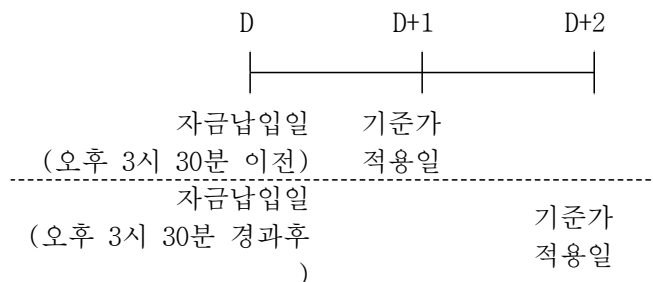 D D+1 D+2
자금납입일 기준가
(오후 3시 30분 이전) 적용일
자금납입일
(오후 3시 30분 경과후
)
기준가
적용일